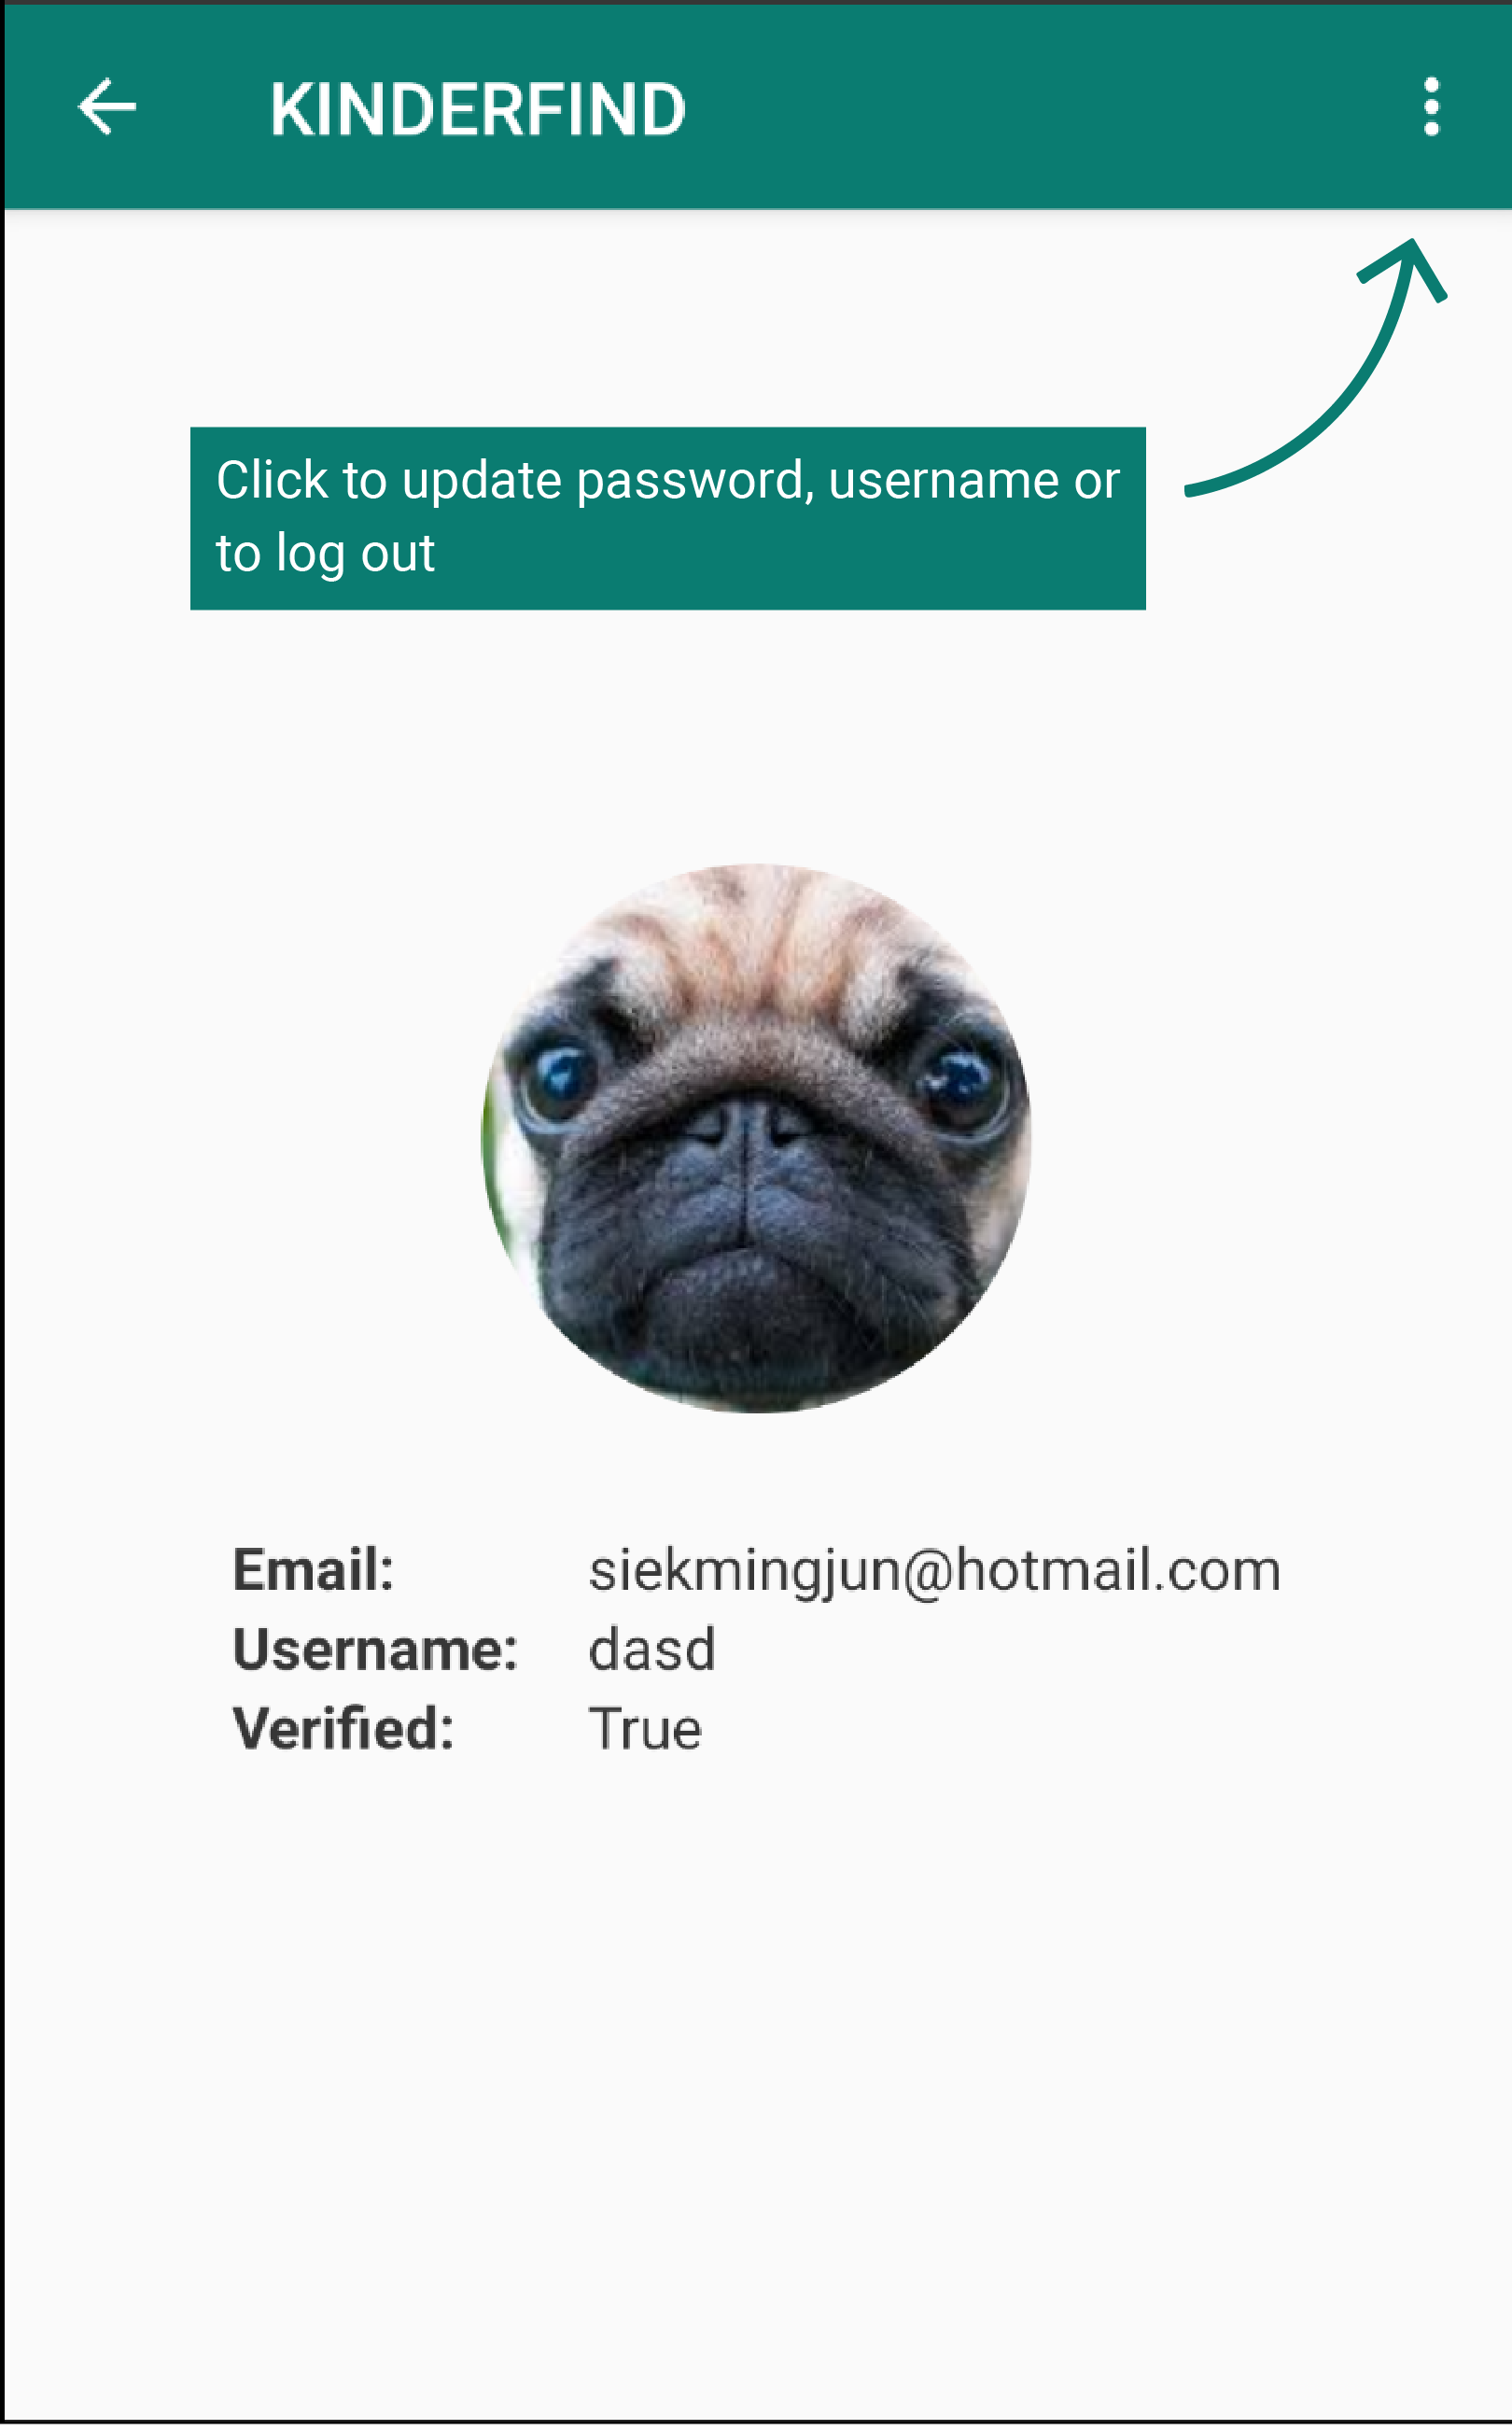 KINDERFIND
Click to update password, username or
to log out
Email: siekmingjun@hotmail.com
Username: dasd
Verified: True